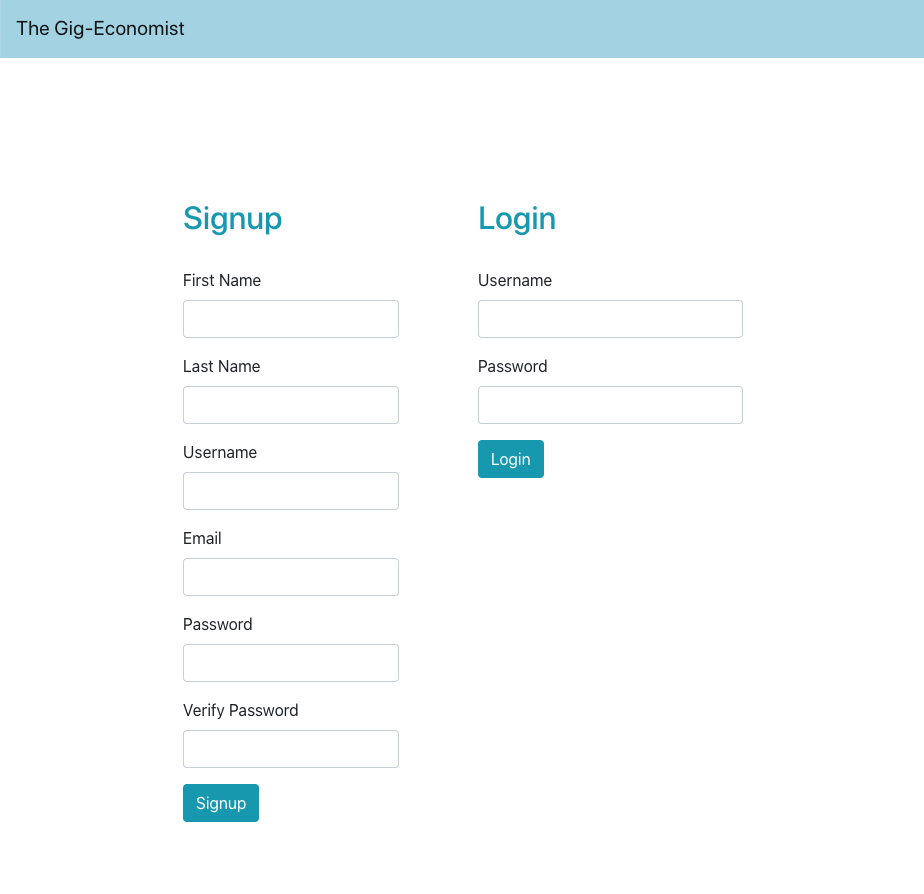 The Gig-Economist
Signup
First Name
Last Name
Username
Email
Password
Verify Password
Signup
Login
Username
Password
Login